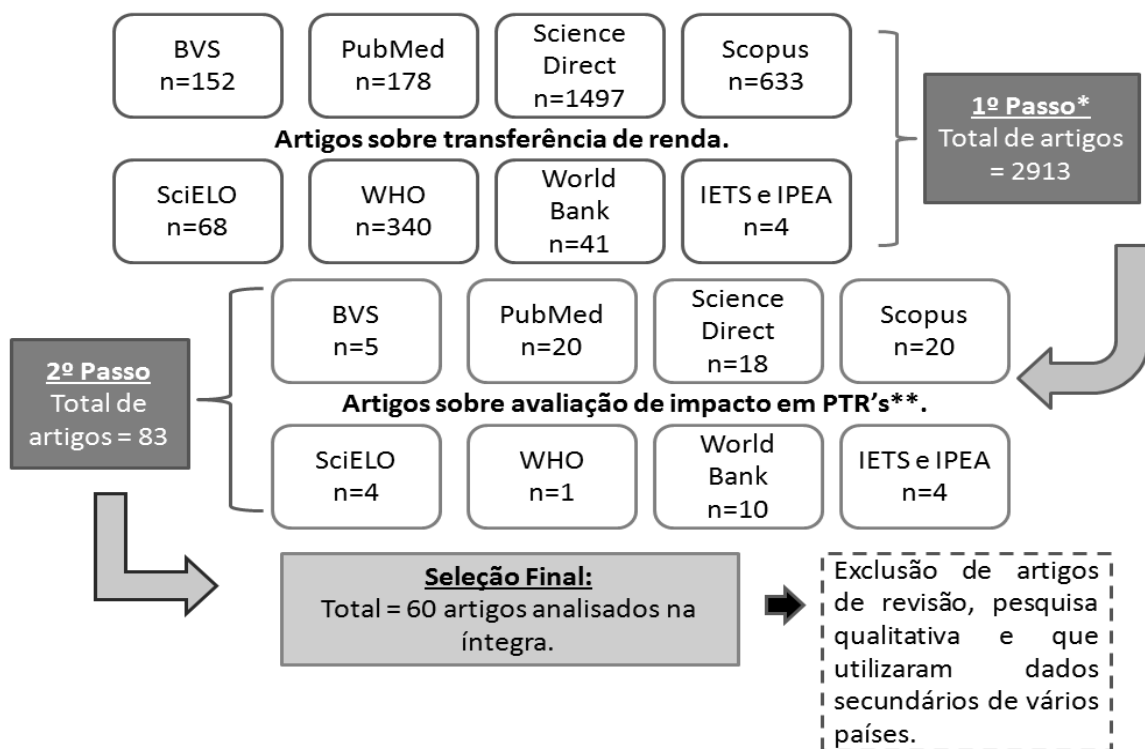 BVS
n=152
PubMed
n=178
Science
Direct
n=1497
Scopus
n=633
Artigos sobre transferência de renda.
SciELO
n=68
WHO
n=340
World
Bank
n=41
IETS e IPEA
n=4
1º Passo*
Total de artigos
= 2913
BVS
n=5
PubMed
n=20
Science
Direct
n=18
Scopus
n=20
2º Passo
Total de
artigos = 83
Artigos sobre avaliação de impacto em PTR's**.
SciELO
n=4
WHO
n=1
World
Bank
n=10
IETS e IPEA
n=4
Seleção Final:
Total = 60 artigos analisados na
íntegra.
Exclusão de artigos
de revisão, pesquisa
qualitativa e que
utilizaram dados
secundários de vários
países.